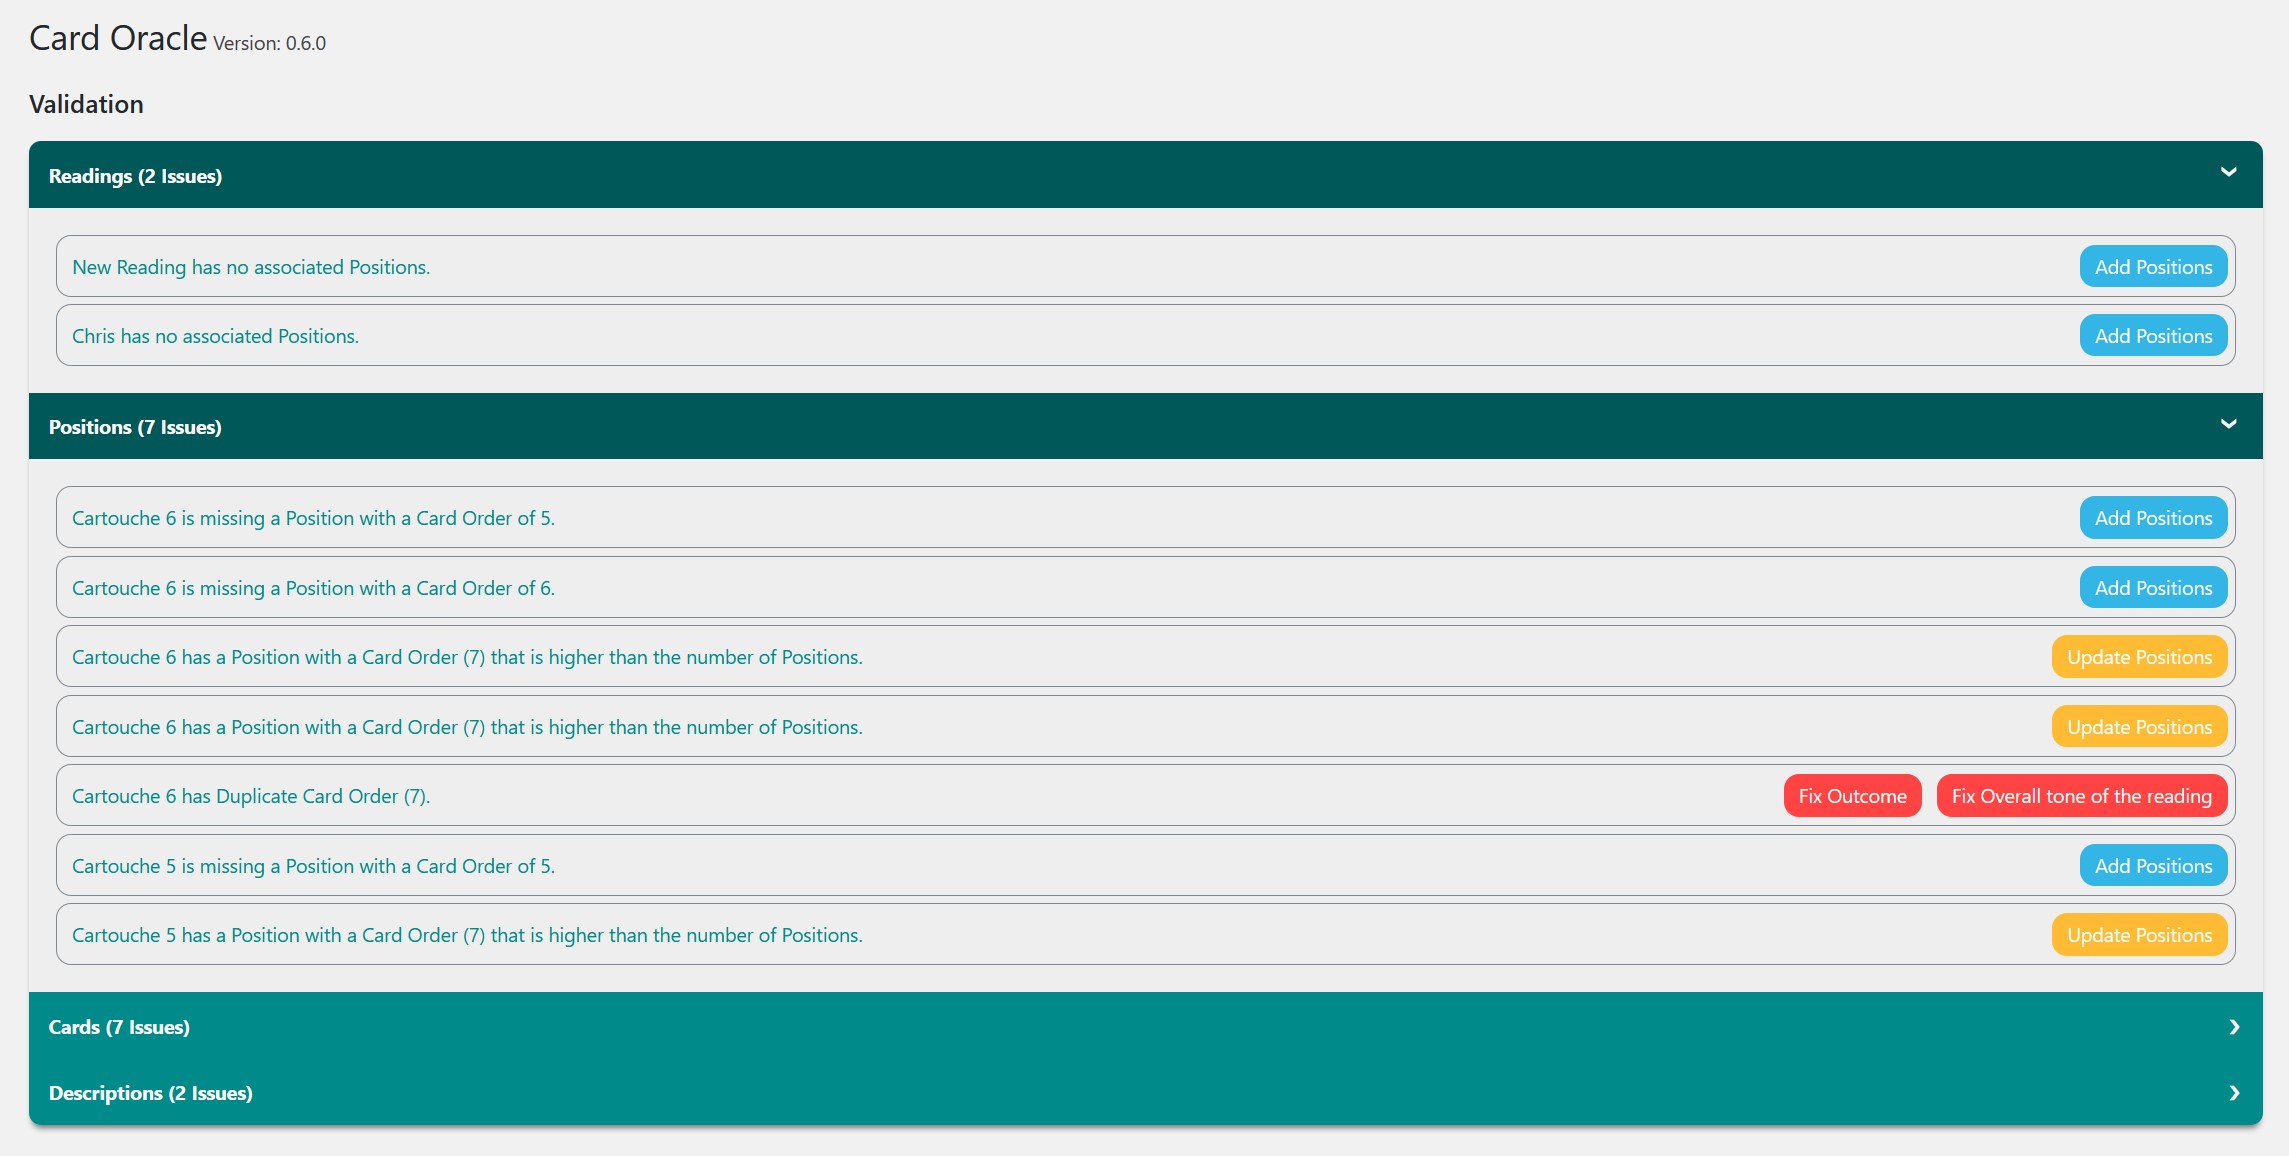 Card Oracle Version: 0.6.0
Validation
Readings (2 Issues)
New Reading has no associated Positions. Add Positions
Chris has no associated Positions. Add Positions
Positions (7 Issues)
Cartouche 6 is missing a Position with a Card Order of 5. Add Positions
Cartouche 6 is missing a Position with a Card Order of 6. Add Positions
Cartouche 6 has a Position with a Card Order (7) that is higher than the number of Positions. Update Positions
Cartouche 6 has a Position with a Card Order (7) that is higher than the number of Positions. Update Positions
Cartouche 6 has Duplicate Card Order (7). Fix Outcome Fix Overall tone of the reading
Cartouche 5 is missing a Position with a Card Order of 5. Add Positions
Cartouche 5 has a Position with a Card Order (7) that is higher than the number of Positions. Update Positions
Cards (7 Issues)
Descriptions (2 Issues)